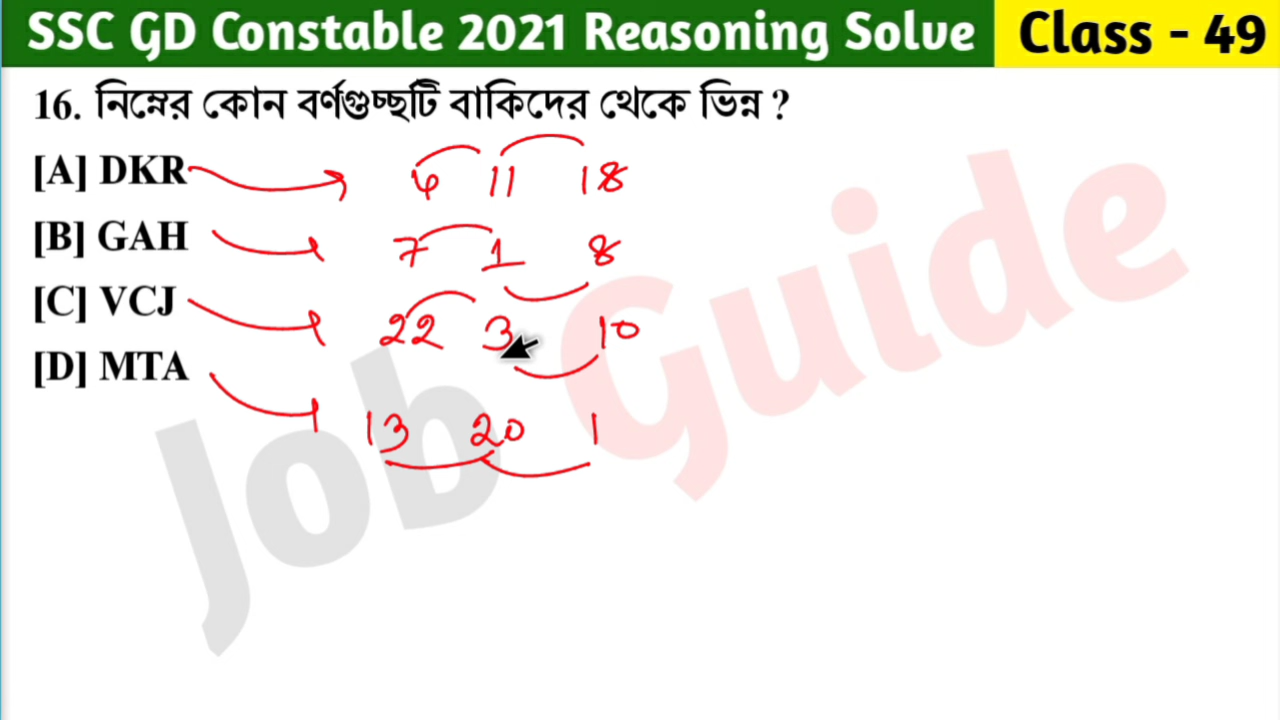 SSC GD Constable 2021 Reasoning Solve Class - 49
16. নিম্নের কোন বর্ণগুচ্ছটি বাকিদের থেকে ভিন্ন ?
[A] DKR 4 11 18
[B] GAH 7 1 8
[C] VCJ 22 3 10
[D] MTA
13 20 1
Job Guide